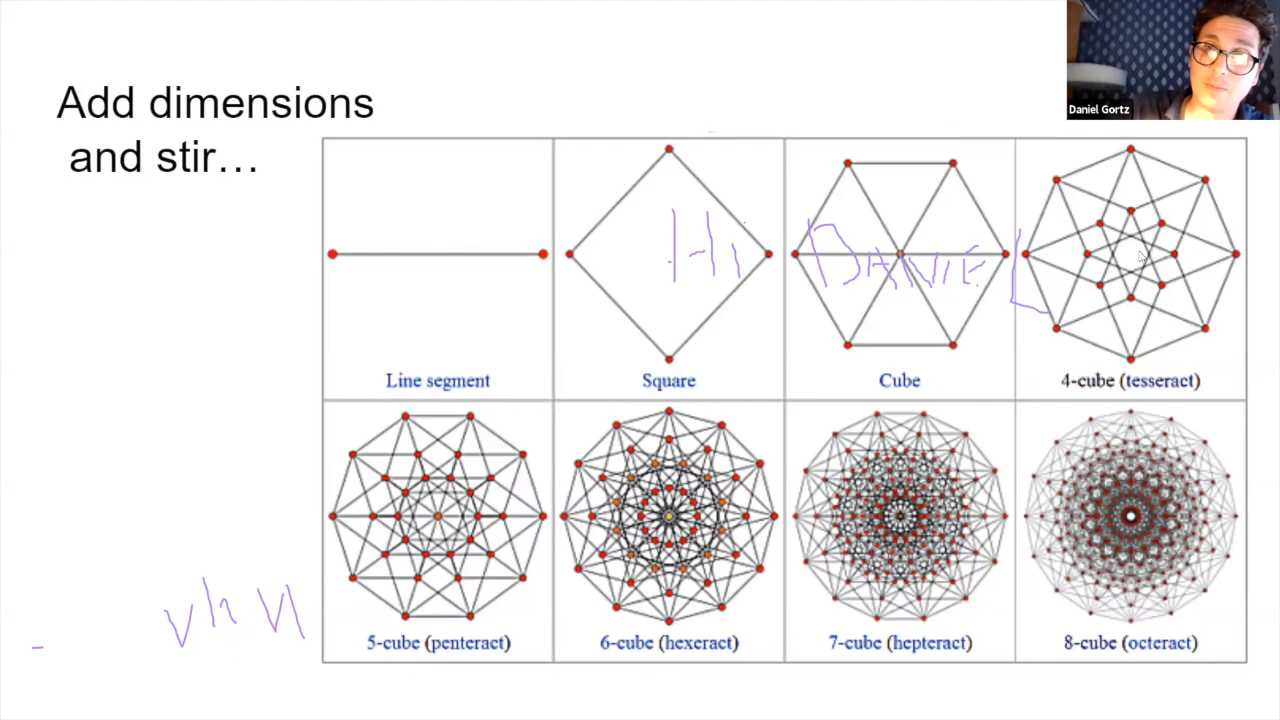 Daniel Gortz
Add dimensions
and stir…
Hi DANIEL
Line segment
Square
Cube
4-cube (tesseract)
5-cube (penteract)
6-cube (hexeract)
7-cube (hepteract)
8-cube (octeract)